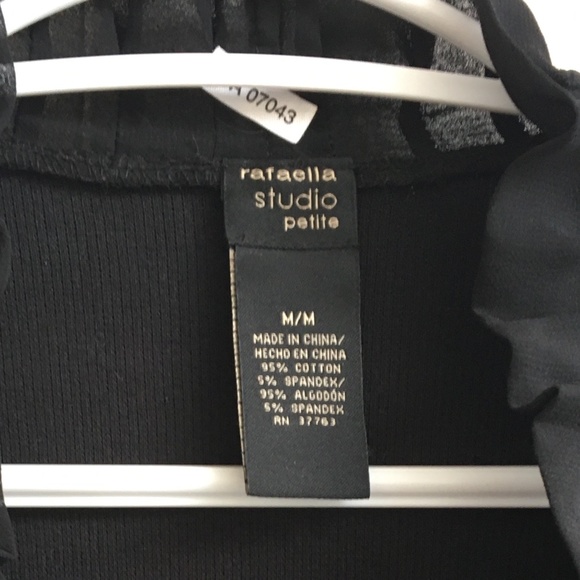 A 07043
rafaella
studio
petite
M/M
MADE IN CHINA/
HECHO EN CHINA
95% COTTON
5% SPANDEX/
95% ALGODÓN
5% SPANDEX
RN 37763